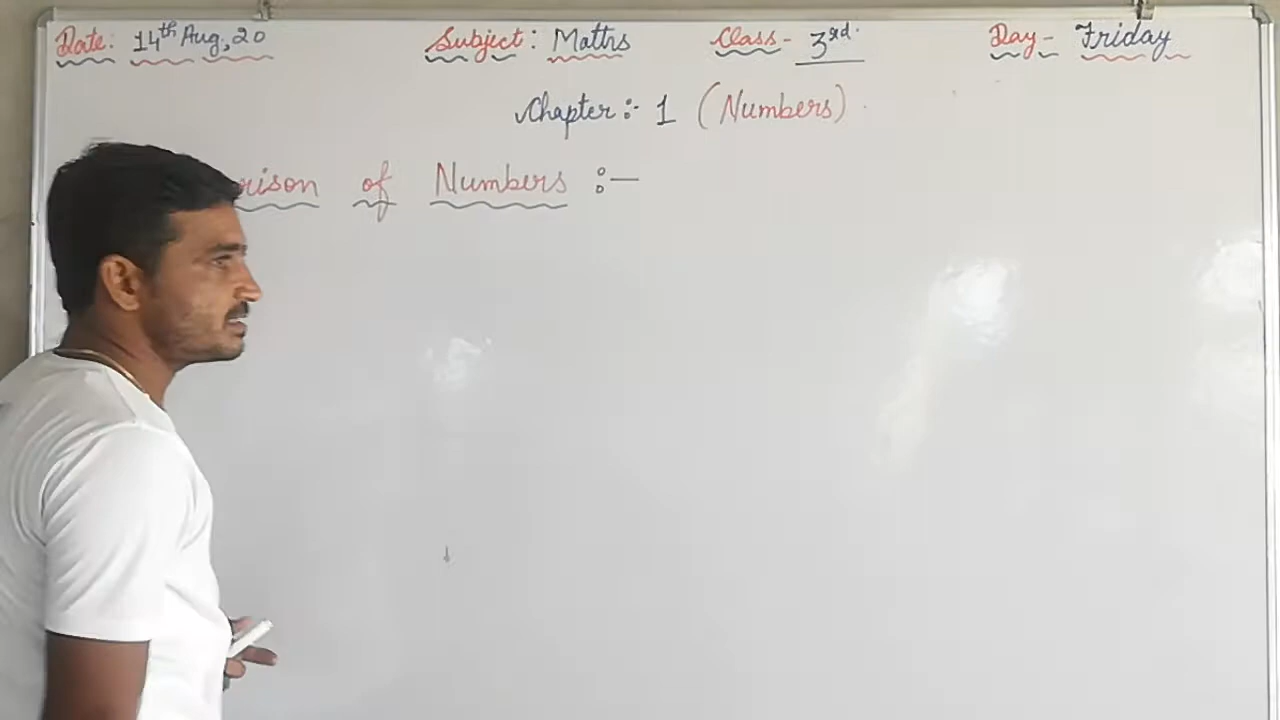 Date: 14th Aug, 20 Subject: Maths Class- 3rd. Day- Friday
Chapter:- 1 (Numbers)
rison of Numbers :-